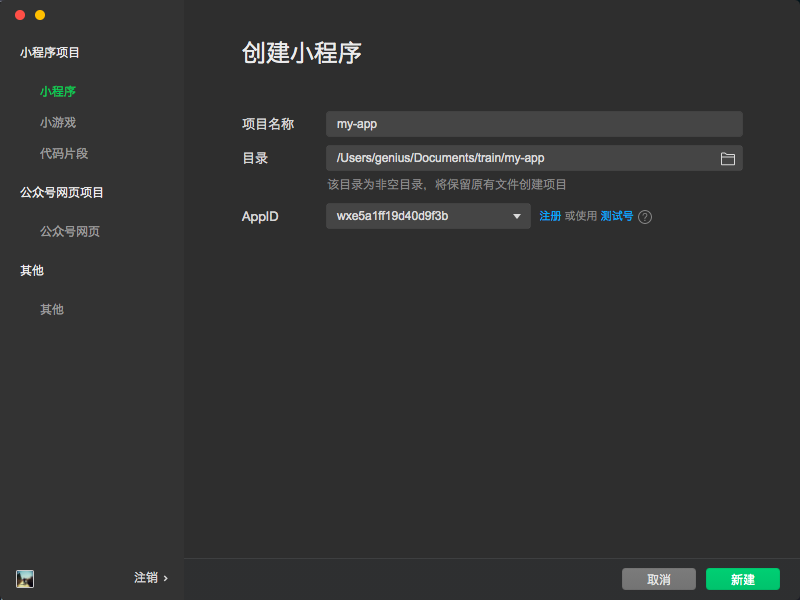 小程序项目
小程序
小游戏
代码片段
公众号网页项目
公众号网页
其他
其他
注销 ›
创建小程序
项目名称 my-app
目录 /Users/genius/Documents/train/my-app
该目录为非空目录，将保留原有文件创建项目
AppID wxe5a1ff19d40d9f3b 注册 或使用 测试号 ?
取消 新建